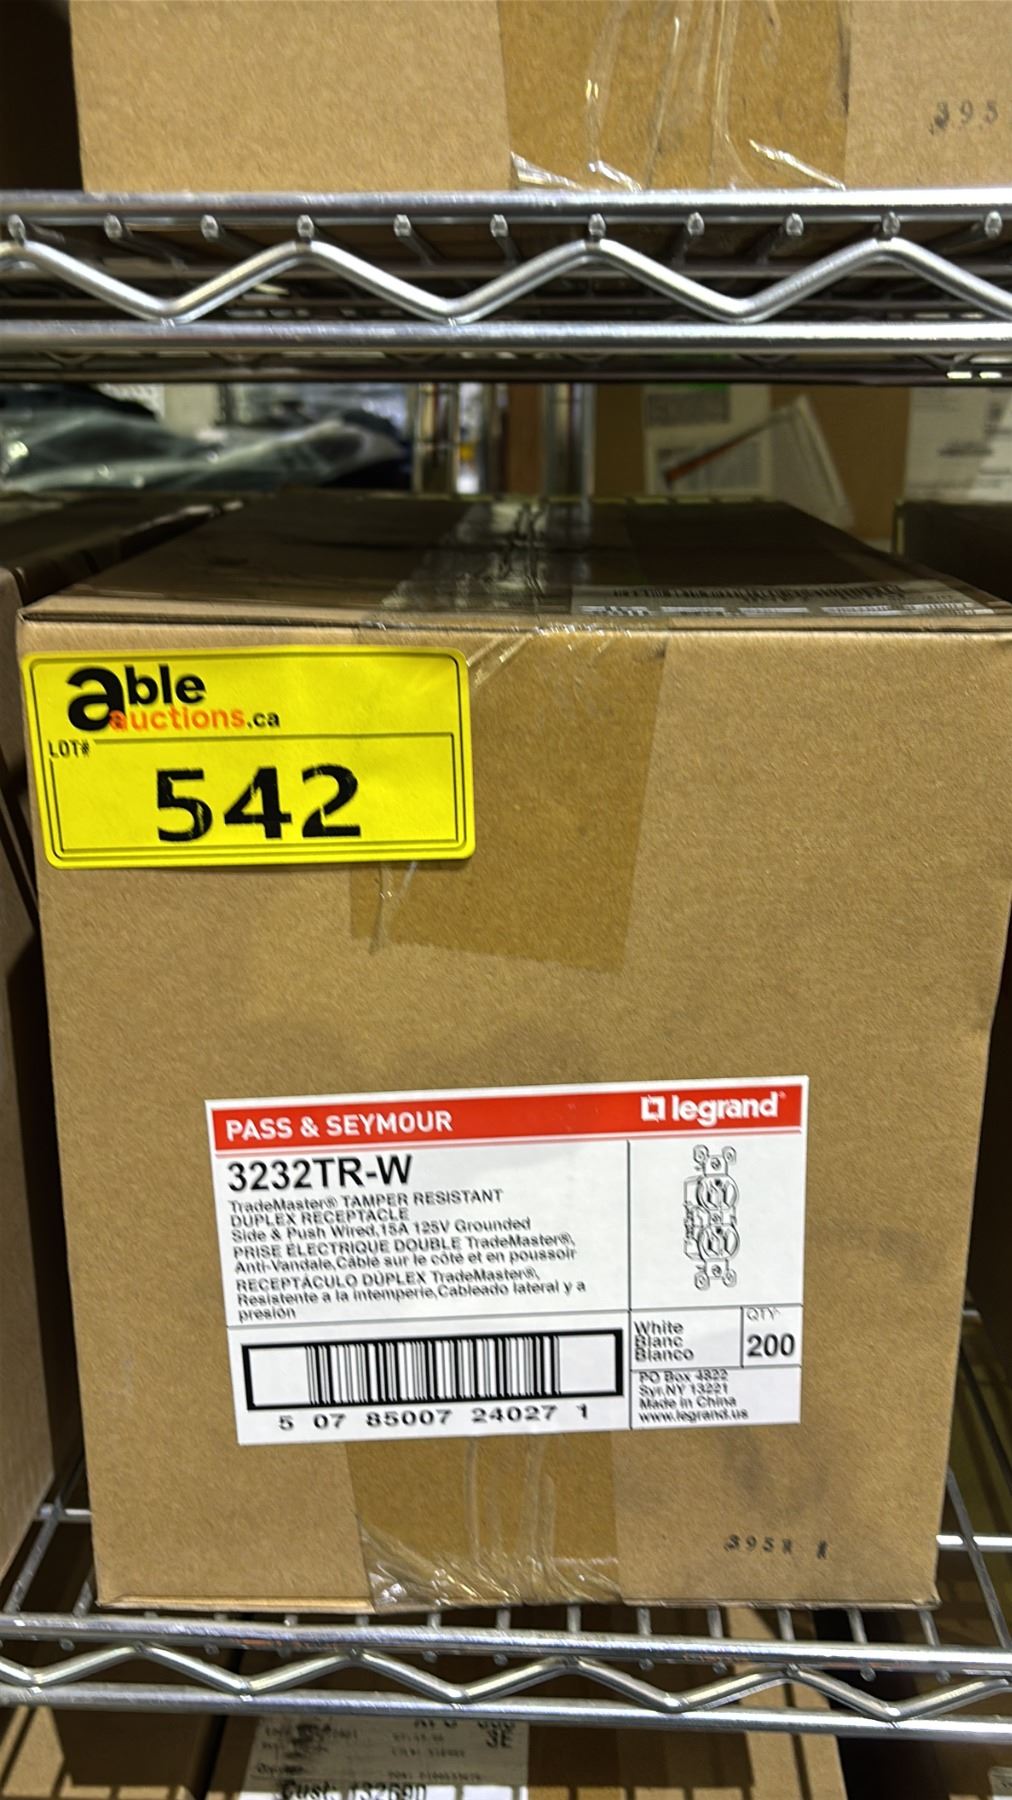 395
able
auctions.ca
LOT#
542
PASS & SEYMOUR
legrand®
3232TR-W
TradeMaster® TAMPER RESISTANT
DUPLEX RECEPTACLE
Side & Push Wired,15A 125V Grounded
PRISE ÉLECTRIQUE DOUBLE TradeMaster®,
Anti-Vandale,Câblé sur le côté et en poussoir
RECEPTÁCULO DÚPLEX TradeMaster®,
Resistente a la intemperie,Cableado lateral y a
presión
White
Blanc
Blanco
QTY
200
PO Box 4822
Syr.NY 13221
Made in China
www.legrand.us
5 07 85007 24027 1
3E
Cust: